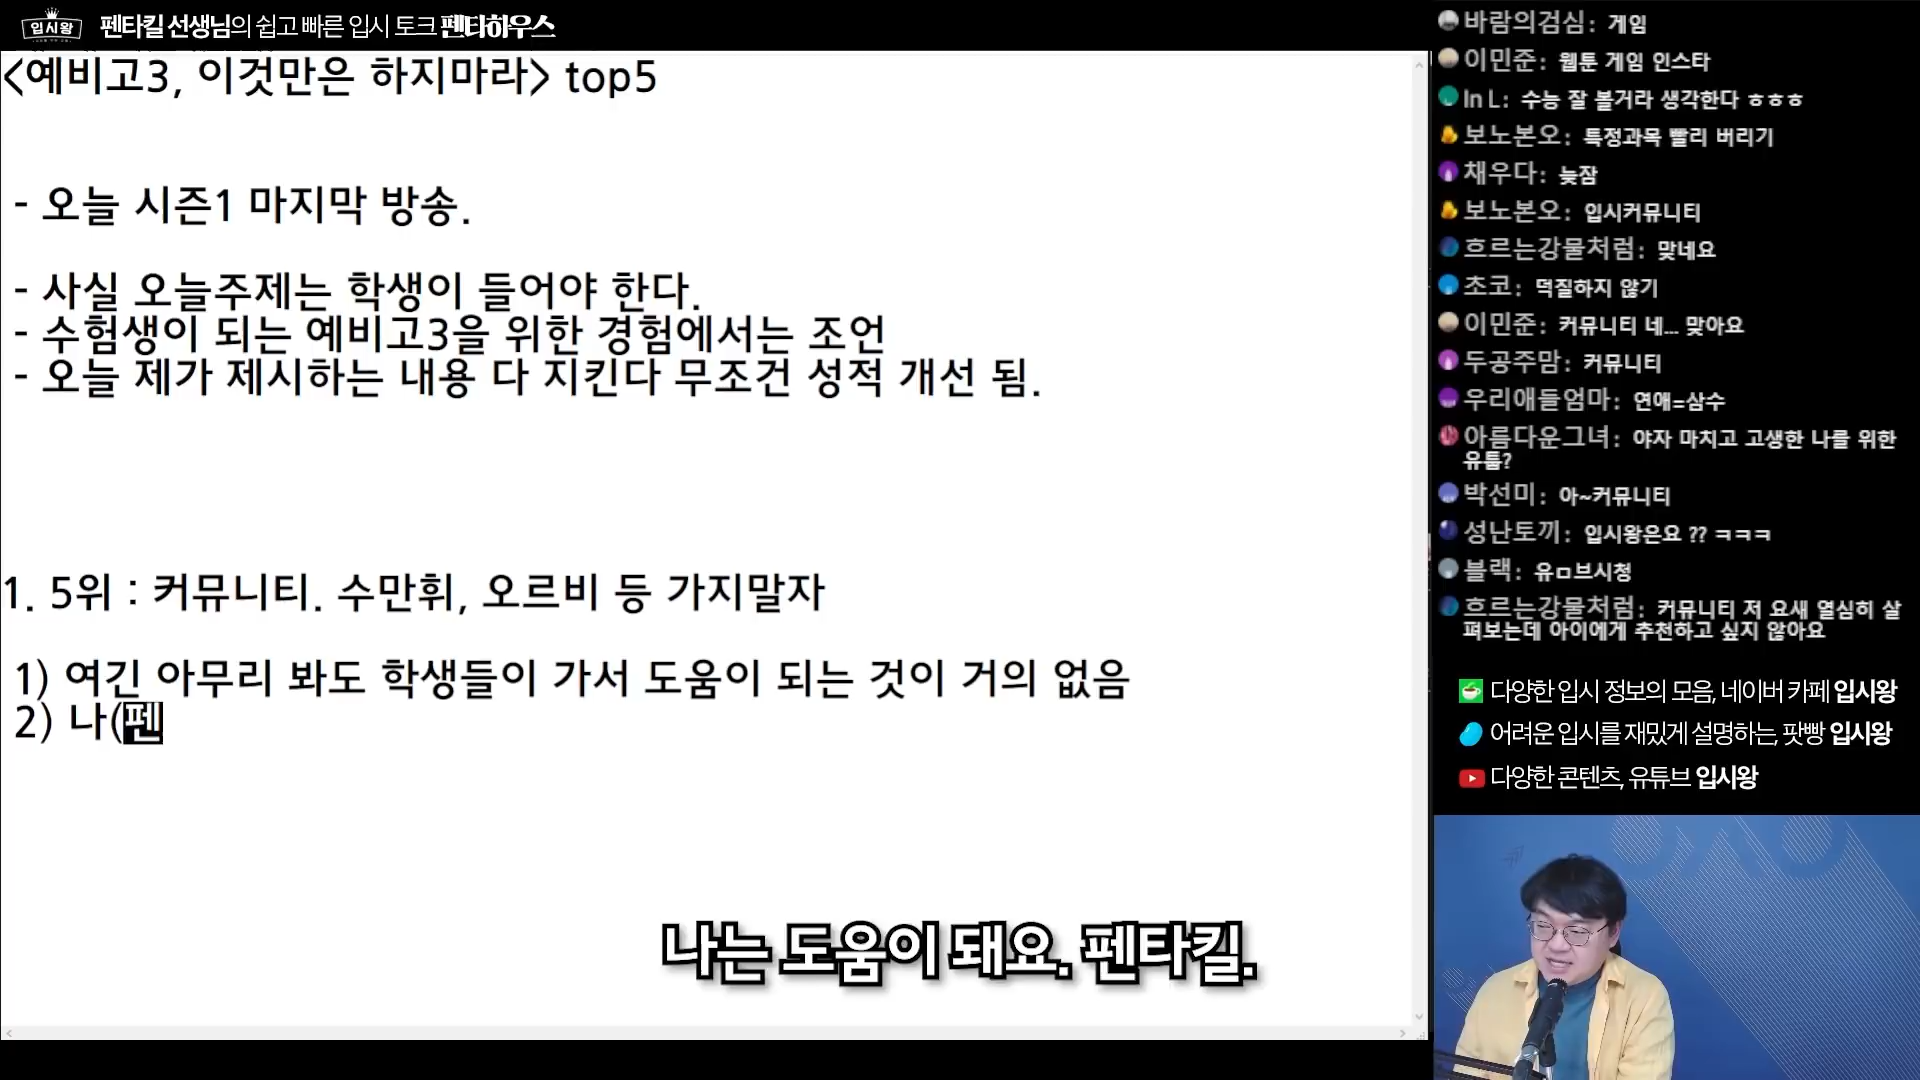 입시왕
펜타킬 선생님의 쉽고 빠른 입시 토크 펜타하우스
<예비고3, 이것만은 하지마라> top5
- 오늘 시즌1 마지막 방송.
- 사실 오늘주제는 학생이 들어야 한다.
- 수험생이 되는 예비고3을 위한 경험에서는 조언
- 오늘 제가 제시하는 내용 다 지킨다 무조건 성적 개선 됨.
1. 5위 : 커뮤니티. 수만휘, 오르비 등 가지말자
1) 여긴 아무리 봐도 학생들이 가서 도움이 되는 것이 거의 없음
2) 나(펜
나는 도움이 돼요. 펜타킬.
바람의검심: 게임
이민준: 웹툰 게임 인스타
In L: 수능 잘 볼거라 생각한다 ㅎㅎㅎ
보노본오: 특정과목 빨리 버리기
채우다: 늦잠
보노본오: 입시커뮤니티
흐르는강물처럼: 맞네요
초코: 덕질하지 않기
이민준: 커뮤니티 네... 맞아요
두공주맘: 커뮤니티
우리애들엄마: 연애=삼수
아름다운그녀: 야자 마치고 고생한 나를 위한
유튭?
박선미: 아~커뮤니티
성난토끼: 입시왕은요 ?? ㅋㅋㅋ
블랙: 유ㅁ브시청
흐르는강물처럼: 커뮤니티 저 요새 열심히 살
펴보는데 아이에게 추천하고 싶지 않아요
다양한 입시 정보의 모음, 네이버 카페 입시왕
어려운 입시를 재밌게 설명하는, 팟빵 입시왕
다양한 콘텐츠, 유튜브 입시왕